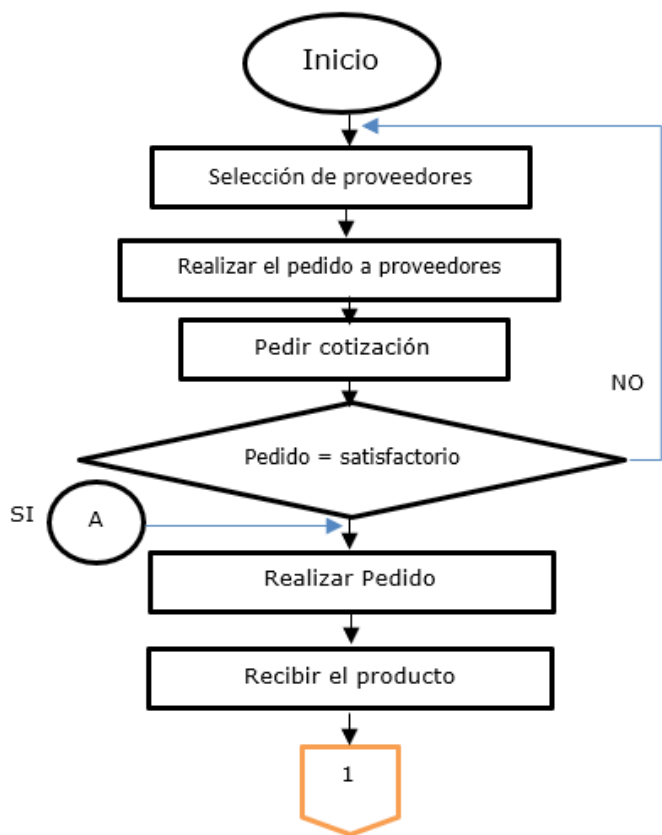 Inicio
Selección de proveedores
Realizar el pedido a proveedores
Pedir cotización
NO
Pedido = satisfactorio
SI
A
Realizar Pedido
Recibir el producto
1